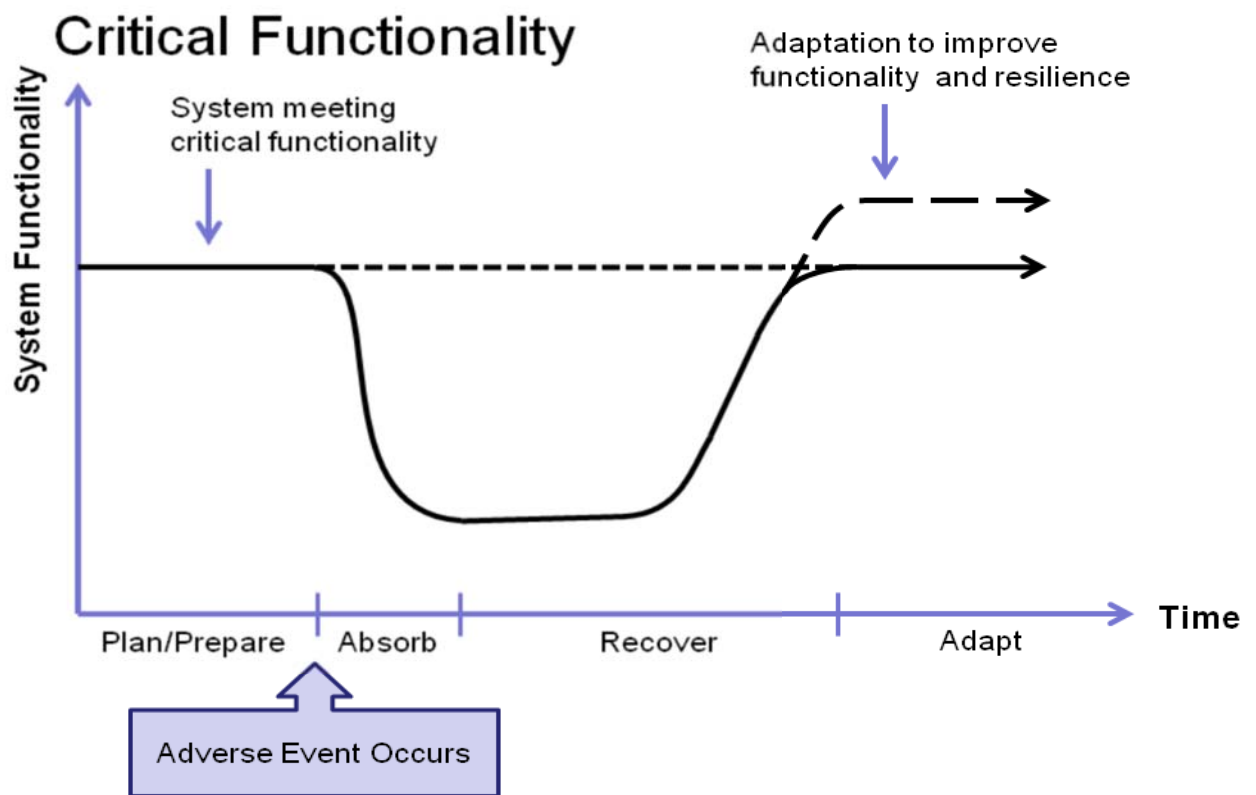 Critical Functionality
Adaptation to improve
functionality and resilience
System meeting
critical functionality
System Functionality
Time
Plan/Prepare
Absorb
Recover
Adapt
Adverse Event Occurs